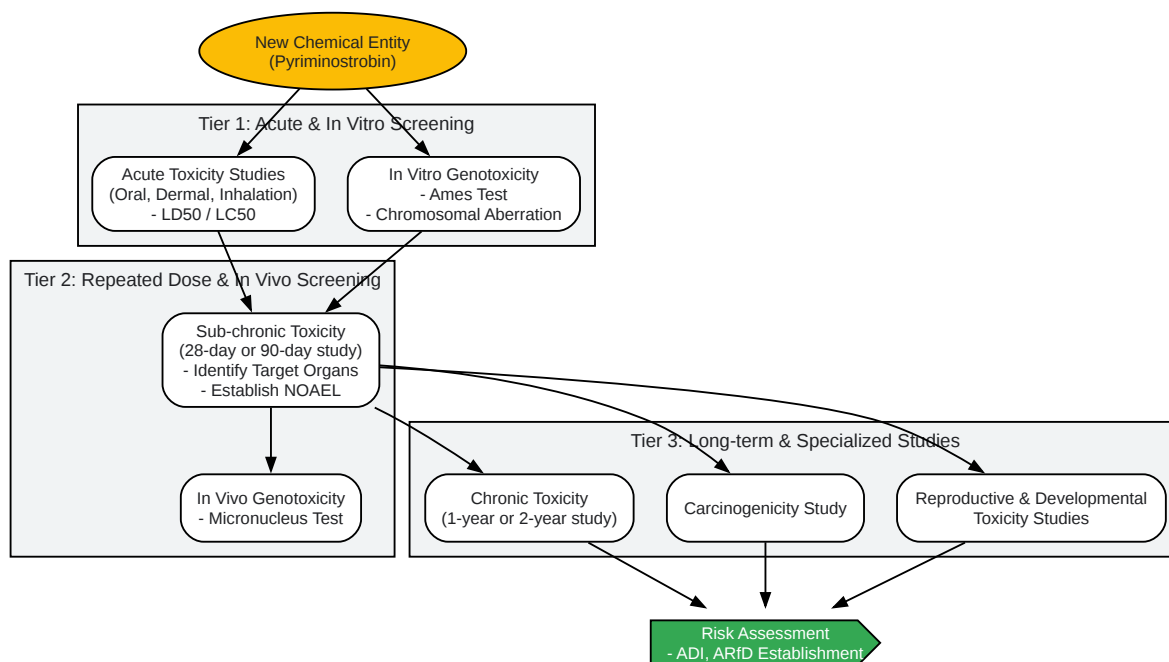 New Chemical Entity
(Pyriminostrobin)
Tier 1: Acute & In Vitro Screening
Acute Toxicity Studies
(Oral, Dermal, Inhalation)
- LD50 / LC50
In Vitro Genotoxicity
- Ames Test
- Chromosomal Aberration
Tier 2: Repeated Dose & In Vivo Screening
Sub-chronic Toxicity
(28-day or 90-day study)
- Identify Target Organs
- Establish NOAEL
In Vivo Genotoxicity
- Micronucleus Test
Tier 3: Long-term & Specialized Studies
Chronic Toxicity
(1-year or 2-year study)
Carcinogenicity Study
Reproductive & Developmental
Toxicity Studies
Risk Assessment
- ADI, ARfD Establishment